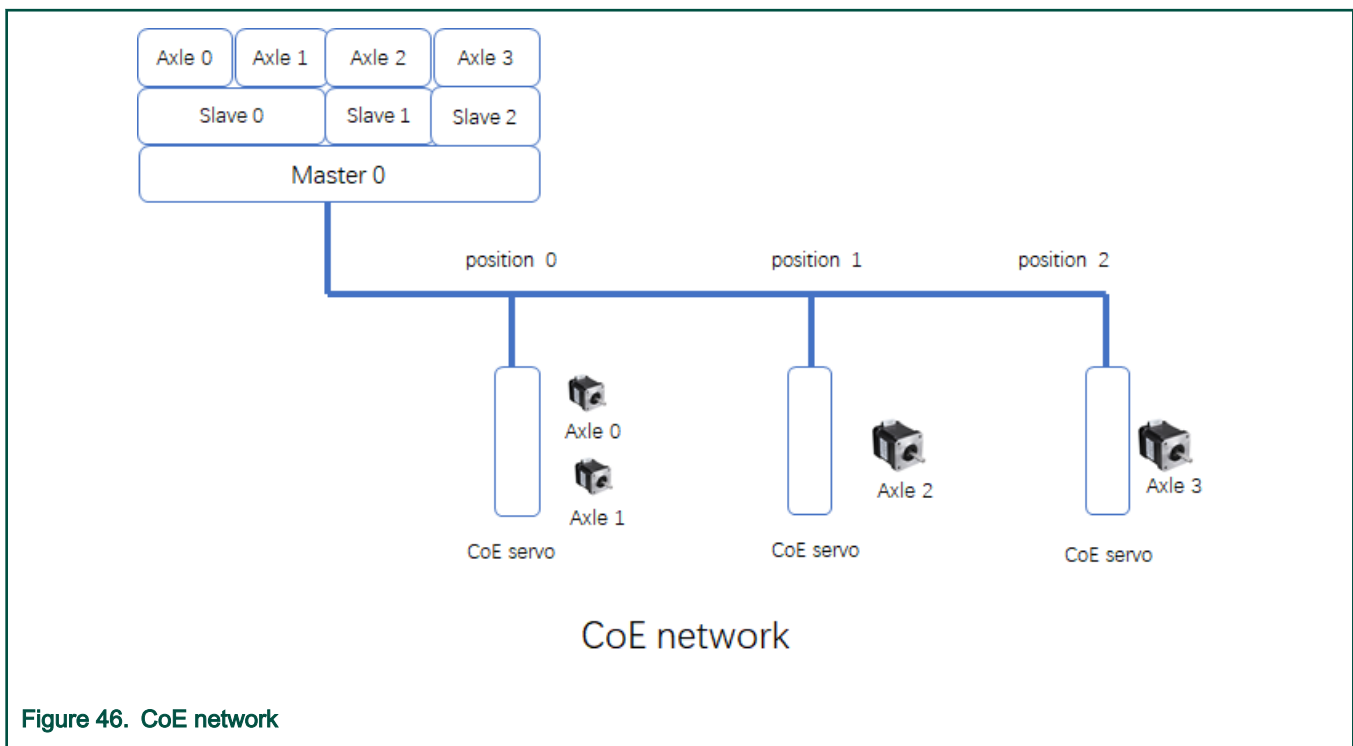 Axle 0 Axle 1 Axle 2 Axle 3
Slave 0 Slave 1 Slave 2
Master 0
position 0 position 1 position 2
Axle 0
Axle 1
Axle 2
Axle 3
CoE servo CoE servo CoE servo
CoE network
Figure 46. CoE network